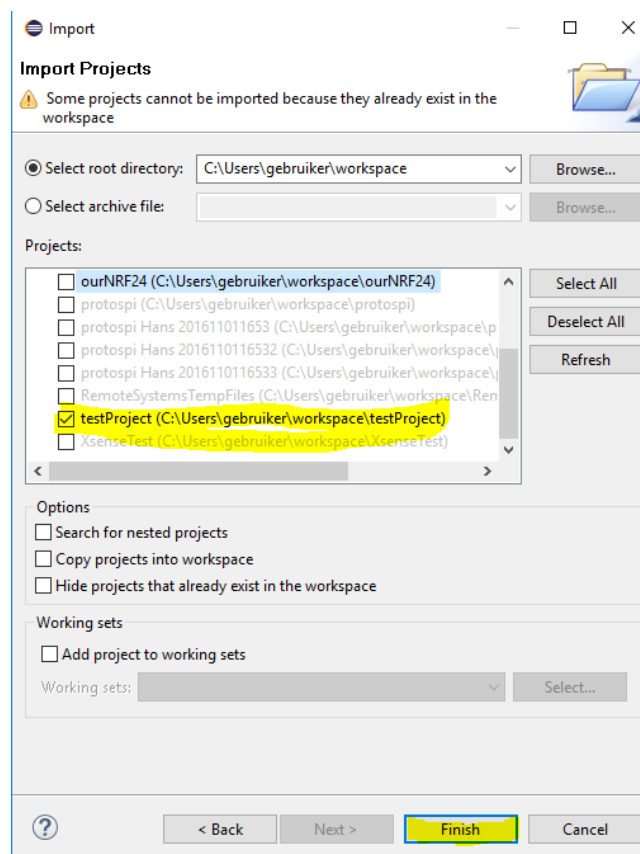 Import
Import Projects
Some projects cannot be imported because they already exist in the
workspace
Select root directory: C:\Users\gebruiker\workspace Browse...
Select archive file: Browse...
Projects:
ourNRF24 (C:\Users\gebruiker\workspace\ourNRF24) Select All
protospi (C:\Users\gebruiker\workspace\protospi)
protospi Hans 201611011653 (C:\Users\gebruiker\workspace\p Deselect All
protospi Hans 2016110116532 (C:\Users\gebruiker\workspace\
protospi Hans 2016110116533 (C:\Users\gebruiker\workspace\ Refresh
RemoteSystemsTempFiles (C:\Users\gebruiker\workspace\Rem
testProject (C:\Users\gebruiker\workspace\testProject)
XsenseTest (C:\Users\gebruiker\workspace\XsenseTest)
Options
Search for nested projects
Copy projects into workspace
Hide projects that already exist in the workspace
Working sets
Add project to working sets
Working sets: Select...
? < Back Next > Finish Cancel